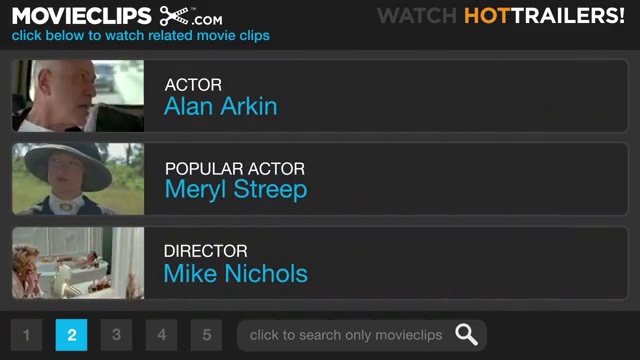 MOVIECLIPS .COM™
WATCH HOTTRAILERS!
click below to watch related movie clips
ACTOR
Alan Arkin
POPULAR ACTOR
Meryl Streep
DIRECTOR
Mike Nichols
1 2 3 4 5
click to search only movieclips